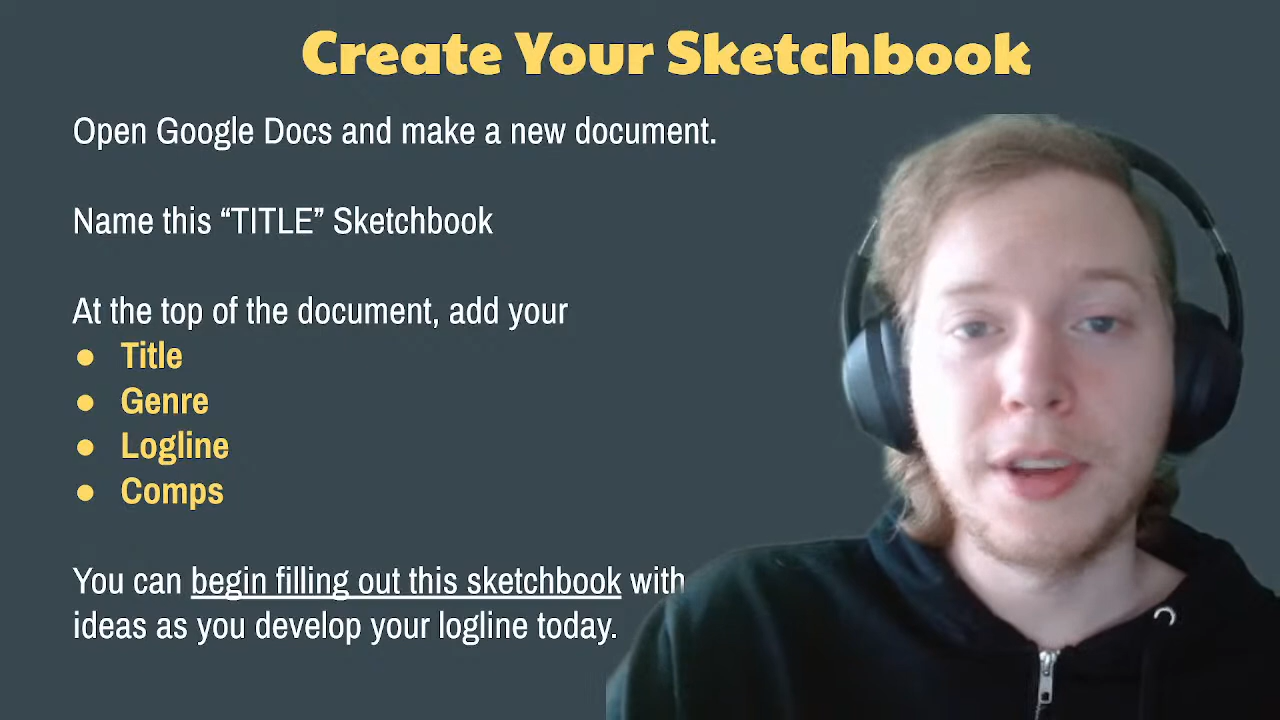 Create Your Sketchbook
Open Google Docs and make a new document.
Name this “TITLE” Sketchbook
At the top of the document, add your
● Title
● Genre
● Logline
● Comps
You can begin filling out this sketchbook with
ideas as you develop your logline today.